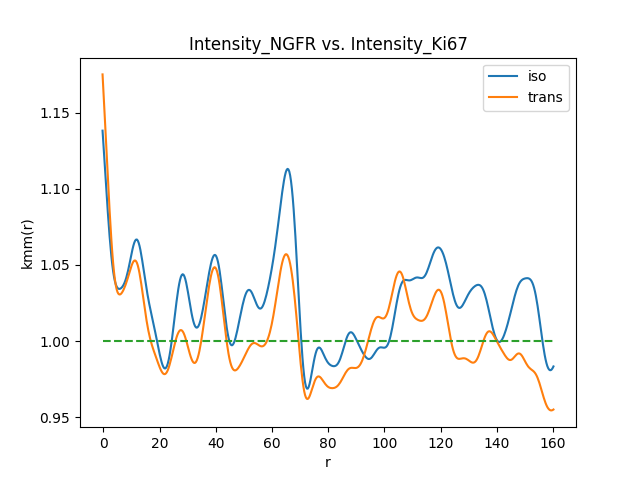 Intensity_NGFR vs. Intensity_Ki67
iso
trans
kmm(r)
1.15
1.10
1.05
1.00
0.95
0 20 40 60 80 100 120 140 160
r